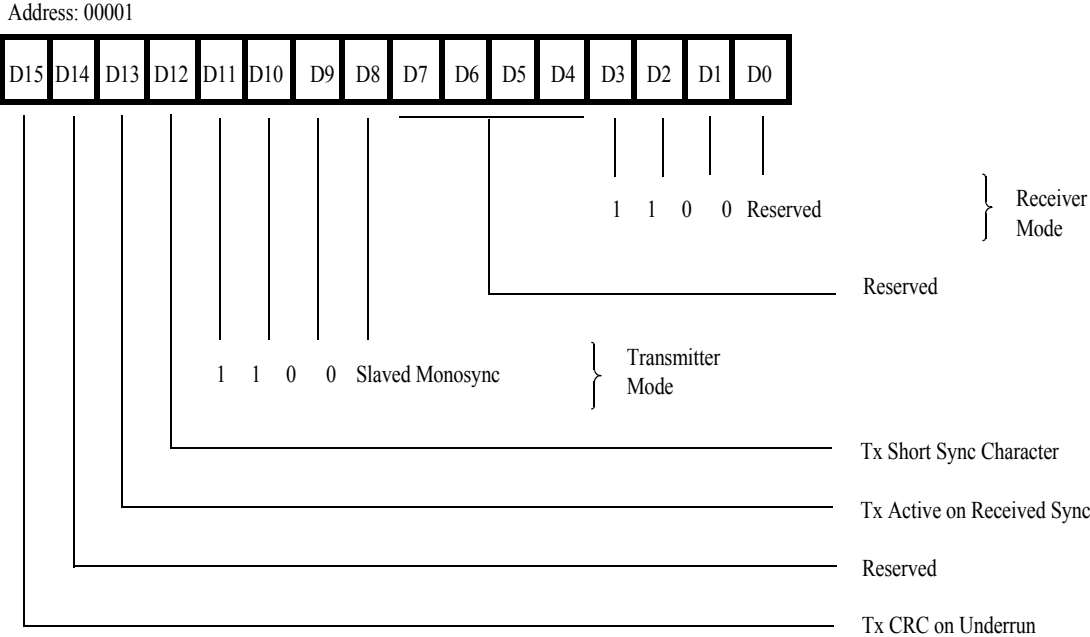 Address: 00001
D15 D14 D13 D12 D11 D10 D9 D8 D7 D6 D5 D4 D3 D2 D1 D0
1 1 0 0 Reserved
Receiver
Mode
Reserved
1 1 0 0 Slaved Monosync
Transmitter
Mode
Tx Short Sync Character
Tx Active on Received Sync
Reserved
Tx CRC on Underrun